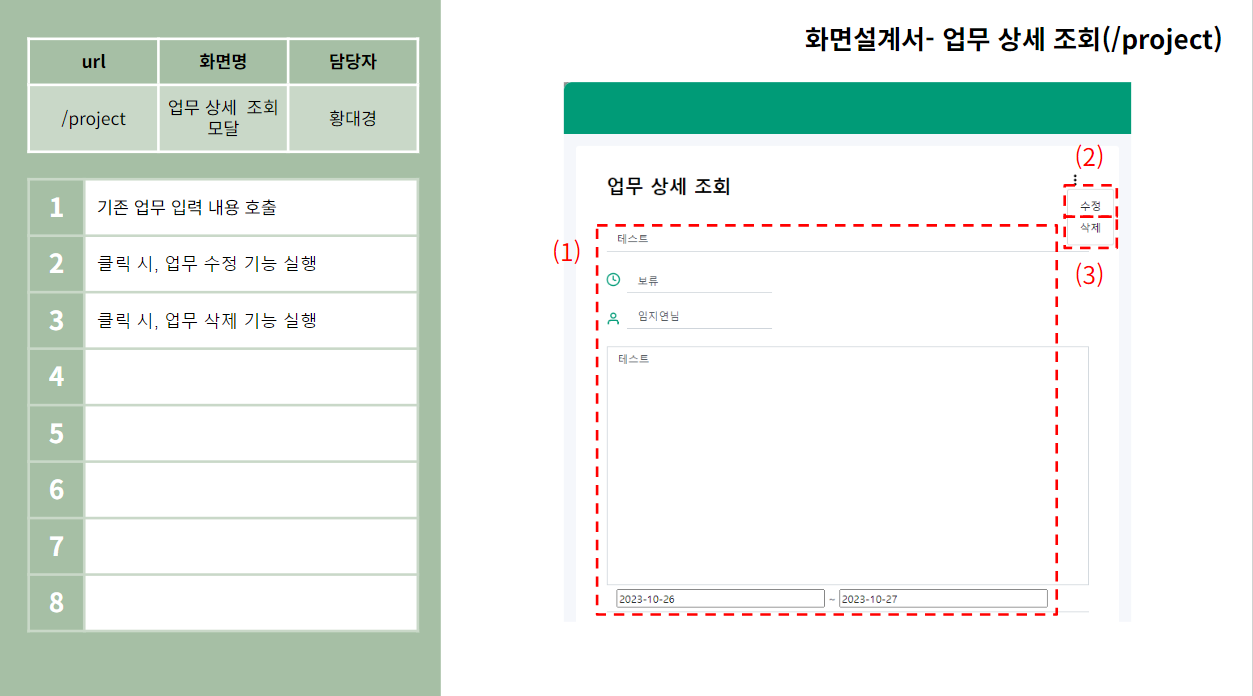 화면설계서- 업무 상세 조회(/project)
url 화면명 담당자
/project 업무 상세 조회 황대경
모달
1 기존 업무 입력 내용 호출
2 클릭 시, 업무 수정 기능 실행
3 클릭 시, 업무 삭제 기능 실행
4
5
6
7
8
(2)
업무 상세 조회
수정
삭제
(1)
테스트
(3)
보류
임지연님
테스트
2023-10-26 ~ 2023-10-27